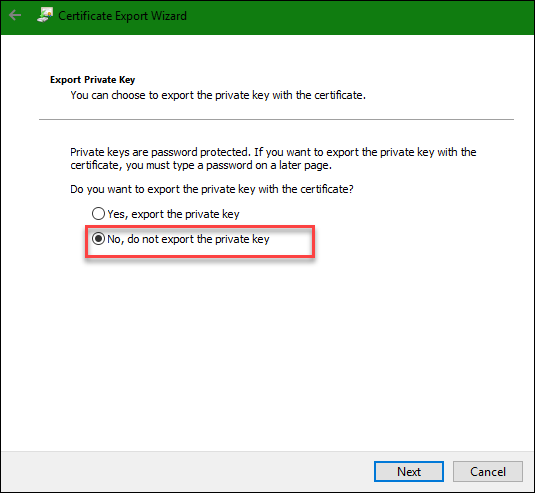 Certificate Export Wizard
Export Private Key
You can choose to export the private key with the certificate.
Private keys are password protected. If you want to export the private key with the
certificate, you must type a password on a later page.
Do you want to export the private key with the certificate?
Yes, export the private key
No, do not export the private key
Next
Cancel